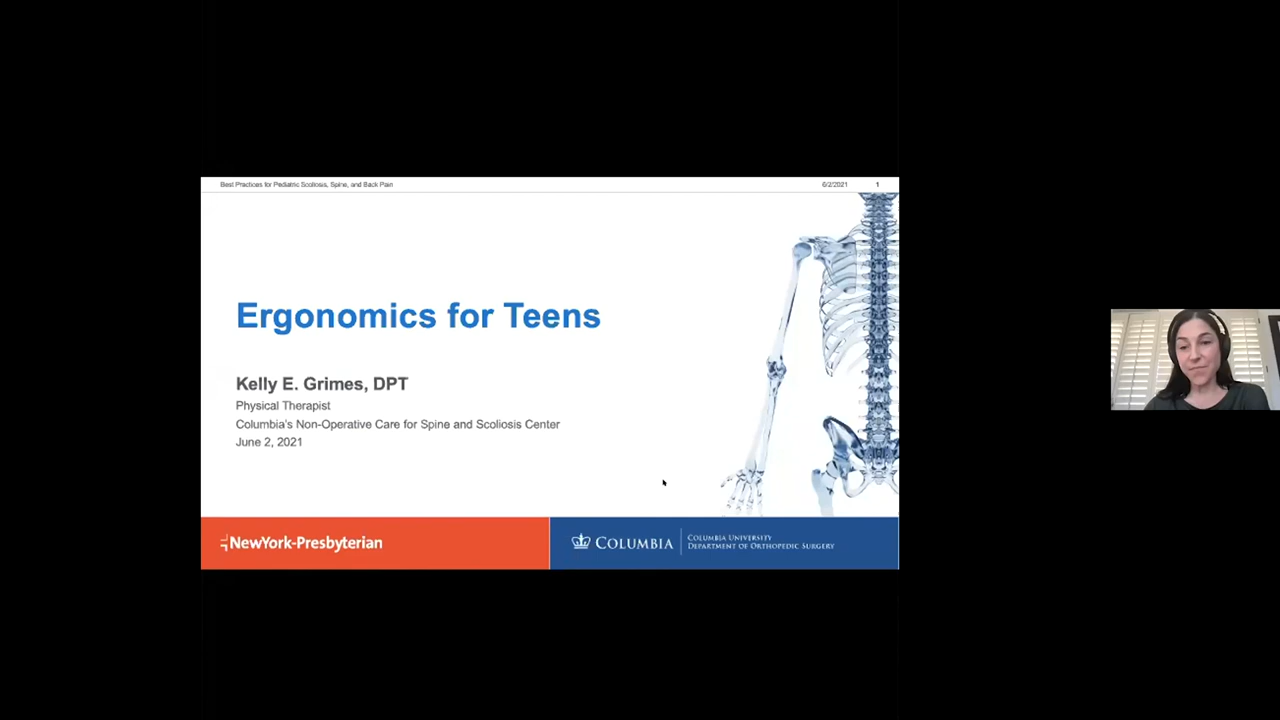 Best Practices for Pediatric Scoliosis, Spine, and Back Pain 6/2/2021 1
Ergonomics for Teens
Kelly E. Grimes, DPT
Physical Therapist
Columbia's Non-Operative Care for Spine and Scoliosis Center
June 2, 2021
NewYork-Presbyterian
COLUMBIA
COLUMBIA UNIVERSITY
DEPARTMENT OF ORTHOPEDIC SURGERY